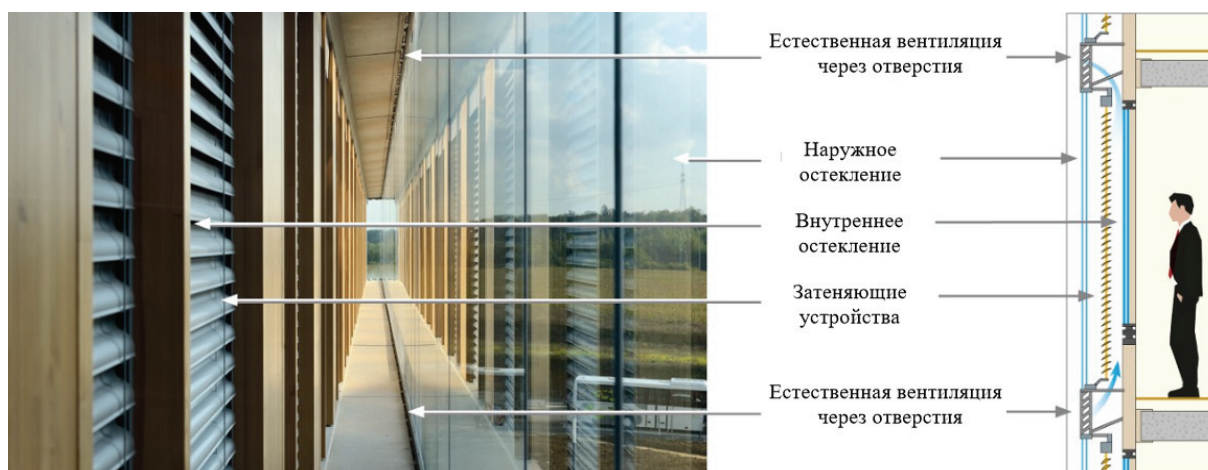 Естественная вентиляция
через отверстия
Наружное
остекление
Внутреннее
остекление
Затеняющие
устройства
Естественная вентиляция
через отверстия